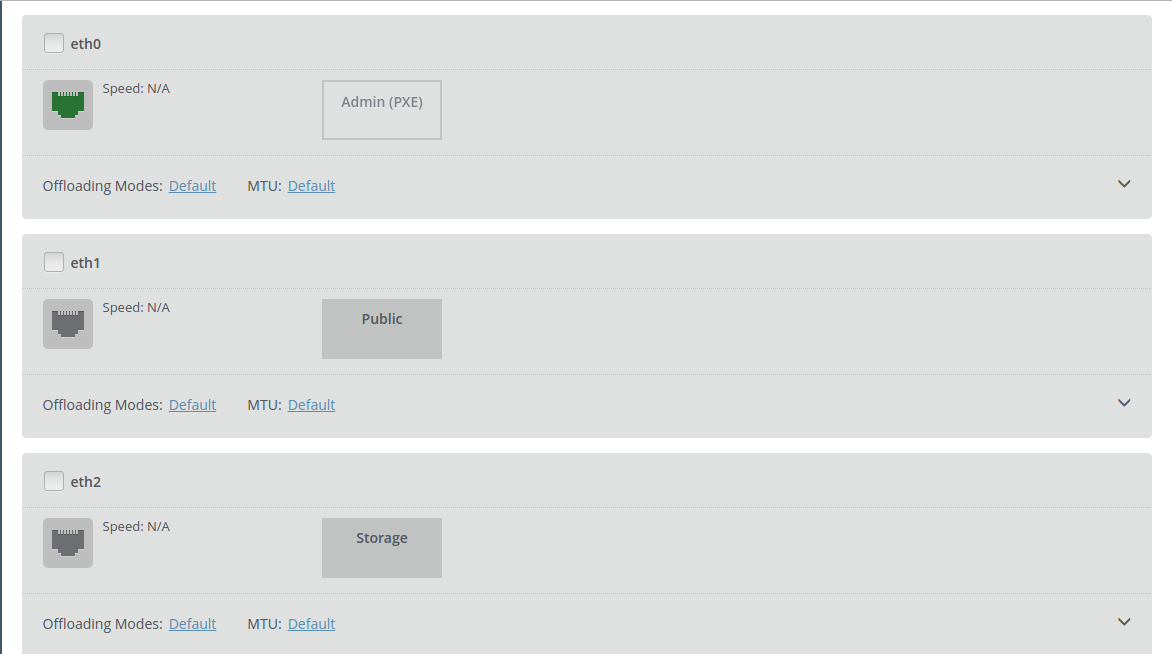 eth0
Speed: N/A
Admin (PXE)
Offloading Modes: Default MTU: Default
eth1
Speed: N/A
Public
Offloading Modes: Default MTU: Default
eth2
Speed: N/A
Storage
Offloading Modes: Default MTU: Default